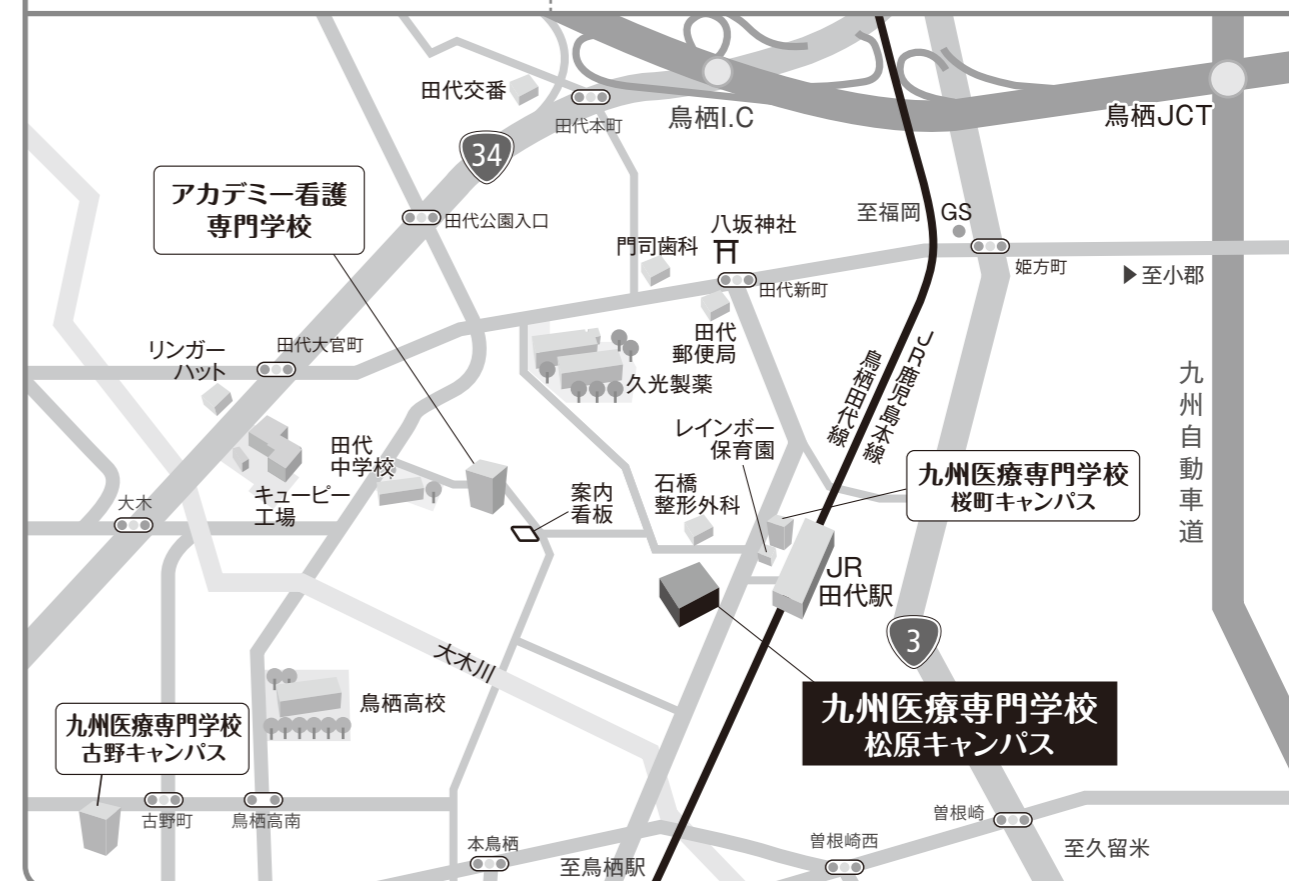 田代交番
田代本町
鳥栖I.C
鳥栖JCT
34
アカデミー看護
専門学校
田代公園入口
八坂神社
門司歯科
至福岡
GS
姫方町
▶至小郡
田代新町
リンガー
ハット
田代大官町
田代
郵便局
久光製薬
JR鹿児島本線
鳥栖田代線
九州自動車道
レインボー
保育園
田代
中学校
キューピー
工場
大木
案内
看板
石橋
整形外科
九州医療専門学校
桜町キャンパス
JR
田代駅
3
大木川
鳥栖高校
九州医療専門学校
松原キャンパス
九州医療専門学校
古野キャンパス
古野町
鳥栖高南
本鳥栖
至鳥栖駅
曽根崎西
曽根崎
至久留米